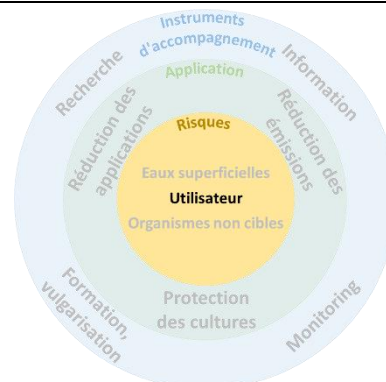 Instruments
d'accompagnement
Recherche
Information
Application
Réduction des
applications
Réduction des
émissions
Risques
Eaux superficielles
Utilisateur
Organismes non cibles
Protection
des cultures
Formation,
vulgarisation
Monitoring